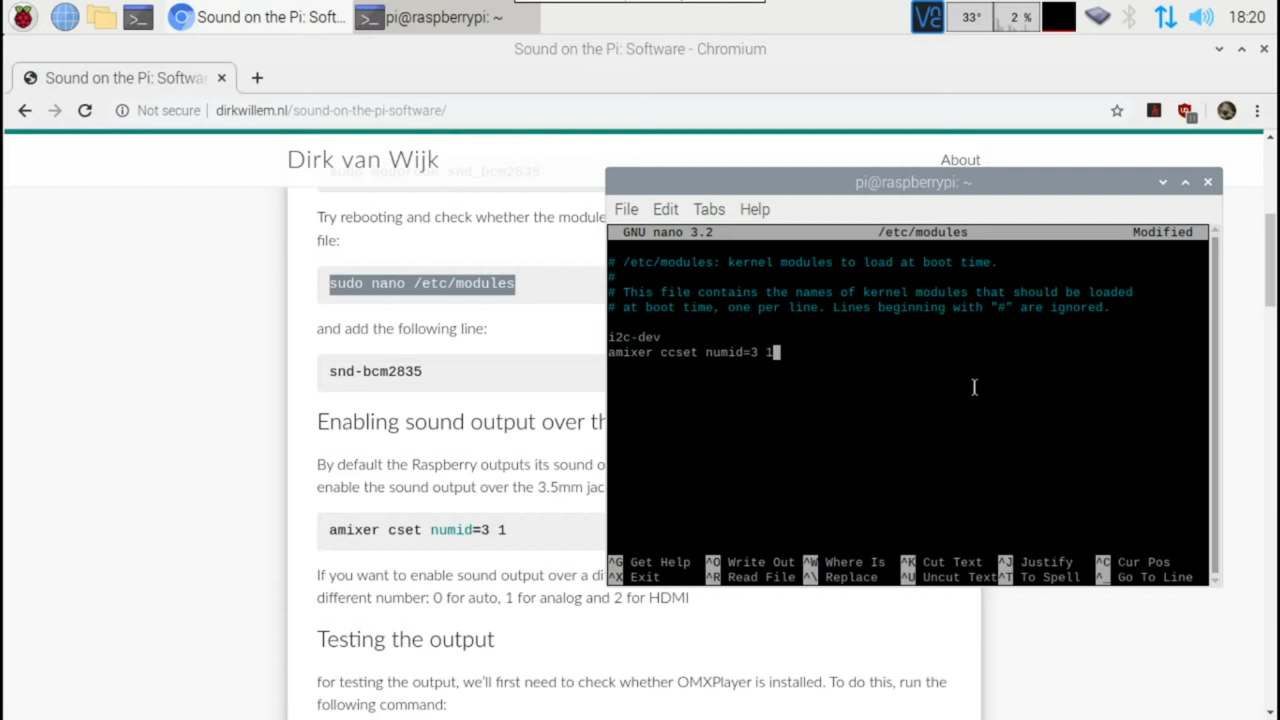 Sound on the Pi: Soft...
pi@raspberrypi: ~
V2
33°
2 %
18:20
Sound on the Pi: Software - Chromium
Sound on the Pi: Softwa
Not secure | dirkwillem.nl/sound-on-the-pi-software/
Dirk van Wijk
About
sudo modprobe snd_bcm2835
Try rebooting and check whether the module
file:
sudo nano /etc/modules
and add the following line:
snd-bcm2835
Enabling sound output over th
By default the Raspberry outputs its sound o
enable the sound output over the 3.5mm jac
amixer cset numid=3 1
If you want to enable sound output over a di
different number: 0 for auto, 1 for analog and 2 for HDMI
Testing the output
for testing the output, we'll first need to check whether OMXPlayer is installed. To do this, run the
following command:
pi@raspberrypi: ~
File Edit Tabs Help
GNU nano 3.2 /etc/modules Modified
# /etc/modules: kernel modules to load at boot time.
#
# This file contains the names of kernel modules that should be loaded
# at boot time, one per line. Lines beginning with "#" are ignored.
i2c-dev
amixer ccset numid=3 1
^G Get Help ^O Write Out ^W Where Is ^K Cut Text ^J Justify ^C Cur Pos
^X Exit ^R Read File ^\ Replace ^U Uncut Text ^T To Spell ^_ Go To Line